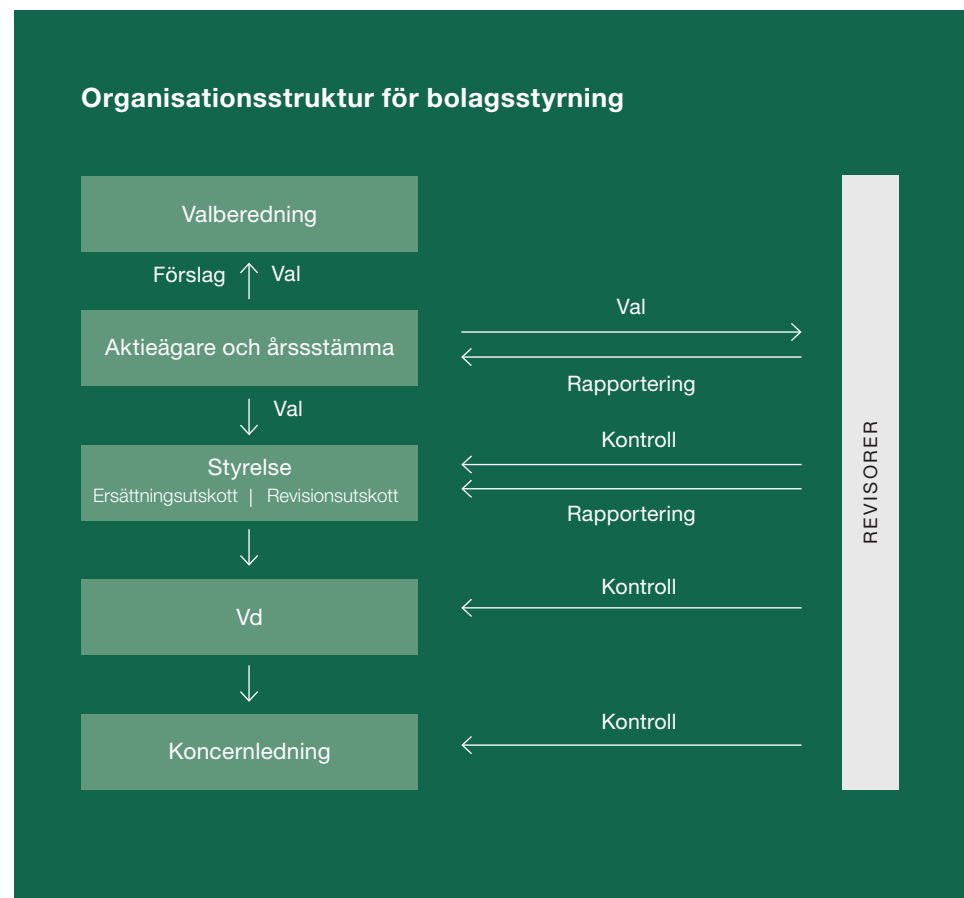 Organisationsstruktur för bolagsstyrning
Valberedning
Förslag Val
Aktieägare och årssstämma
Val
Rapportering
Val
Styrelse
Ersättningsutskott | Revisionsutskott
Kontroll
Rapportering
Vd
Kontroll
Koncernledning
Kontroll
REVISORER